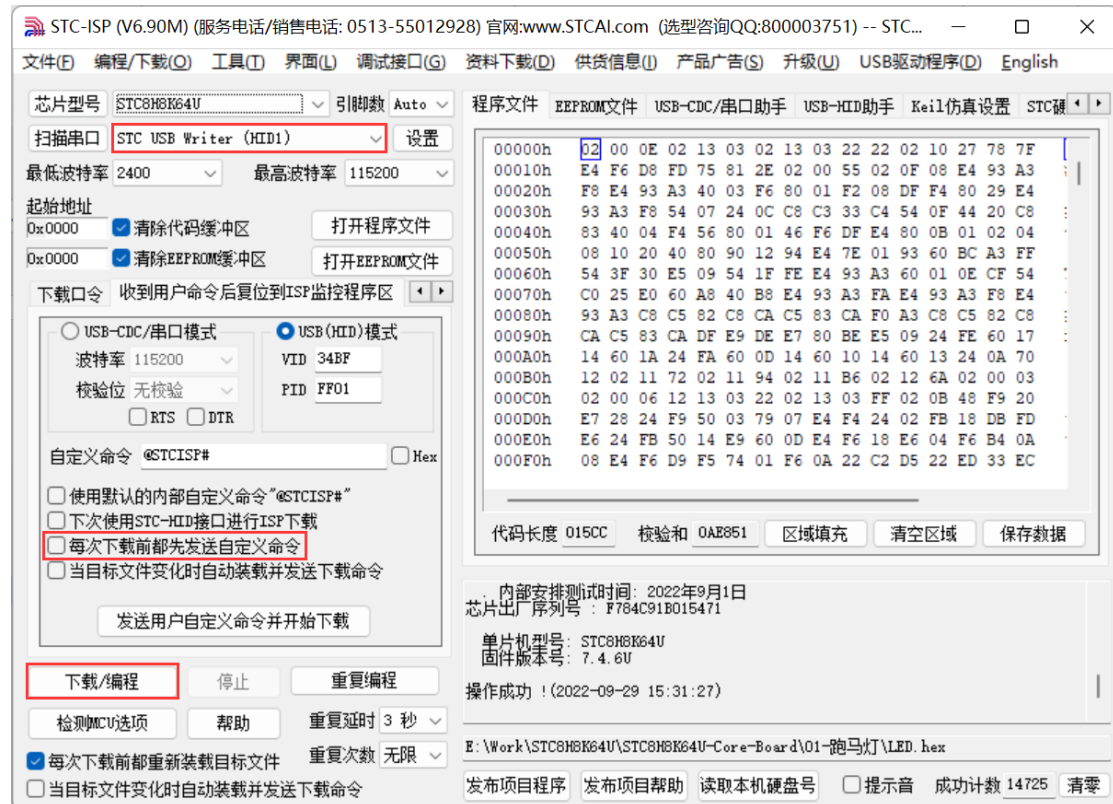 STC-ISP (V6.90M) (服务电话/销售电话: 0513-55012928) 官网:www.STCAI.com (选型咨询QQ:800003751) -- STC...
文件(F) 编程/下载(O) 工具(T) 界面(L) 调试接口(G) 资料下载(D) 供货信息(I) 产品广告(S) 升级(U) USB驱动程序(D) English
芯片型号 STC8H8K64U 引脚数 Auto
扫描串口 STC USB Writer (HID1) 设置
最低波特率 2400 最高波特率 115200
起始地址
0x0000 清除代码缓冲区 打开程序文件
0x0000 清除EEPROM缓冲区 打开EEPROM文件
下载口令 收到用户命令后复位到ISP监控程序区
USB-CDC/串口模式 USB(HID)模式
波特率 115200 VID 34BF
校验位 无校验 PID FF01
RTS DTR
自定义命令 @STCISP# Hex
使用默认的内部自定义命令"@STCISP#"
下次使用STC-HID接口进行ISP下载
每次下载前都先发送自定义命令
当目标文件变化时自动装载并发送下载命令
发送用户自定义命令并开始下载
下载/编程 停止 重复编程
检测MCU选项 帮助 重复延时 3 秒
每次下载前都重新装载目标文件 重复次数 无限
当目标文件变化时自动装载并发送下载命令
程序文件 EEPROM文件 USB-CDC/串口助手 USB-HID助手 Keil仿真设置 STC硬
00000h 02 00 0E 02 13 03 02 13 03 22 22 02 10 27 78 7F
00010h E4 F6 D8 FD 75 81 2E 02 00 55 02 0F 08 E4 93 A3
00020h F8 E4 93 A3 40 03 F6 80 01 F2 08 DF F4 80 29 E4
00030h 93 A3 F8 54 07 24 0C C8 C3 33 C4 54 0F 44 20 C8
00040h 83 40 04 F4 56 80 01 46 F6 DF E4 80 0B 01 02 04
00050h 08 10 20 40 80 90 12 94 E4 7E 01 93 60 BC A3 FF
00060h 54 3F 30 E5 09 54 1F FE E4 93 A3 60 01 0E CF 54
00070h C0 25 E0 60 A8 40 B8 E4 93 A3 FA E4 93 A3 F8 E4
00080h 93 A3 C8 C5 82 C8 CA C5 83 CA F0 A3 C8 C5 82 C8
00090h CA C5 83 CA DF E9 DE E7 80 BE E5 09 24 FE 60 17
000A0h 14 60 1A 24 FA 60 0D 14 60 10 14 60 13 24 0A 70
000B0h 12 02 11 72 02 11 94 02 11 B6 02 12 6A 02 00 03
000C0h 02 00 06 12 13 03 22 02 13 03 FF 02 0B 48 F9 20
000D0h E7 28 24 F9 50 03 79 07 E4 F4 24 02 FB 18 DB FD
000E0h E6 24 FB 50 14 E9 60 0D E4 F6 18 E6 04 F6 B4 0A
000F0h 08 E4 F6 D9 F5 74 01 F6 0A 22 C2 D5 22 ED 33 EC
代码长度 015CC 校验和 0AE851 区域填充 清空区域 保存数据
. 内部安排测试时间: 2022年9月1日
芯片出厂序列号 : F784C91B015471
单片机型号: STC8H8K64U
固件版本号: 7.4.6U
操作成功 !(2022-09-29 15:31:27)
E:\Work\STC8H8K64U\STC8H8K64U-Core-Board\01-跑马灯\LED.hex
发布项目程序 发布项目帮助 读取本机硬盘号 提示音 成功计数 14725 清零